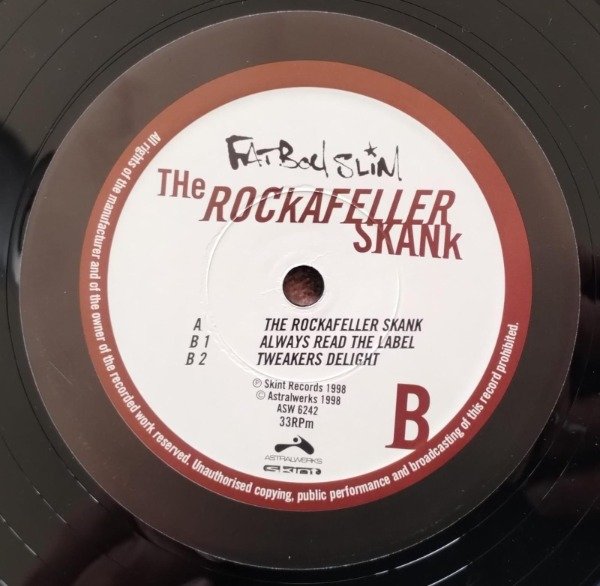 FATBOY SLIM
THe ROCKAFELLER
SKANK
A THE ROCKAFELLER SKANK
B 1 ALWAYS READ THE LABEL
B 2 TWEAKERS DELIGHT
℗ Skint Records 1998
© Astralwerks 1998
ASW 6242
33RPm
B
ASTRALWERKS
SKINT
All rights of the manufacturer and of the owner of the recorded work reserved. Unauthorised copying, public performance and broadcasting of this record prohibited.